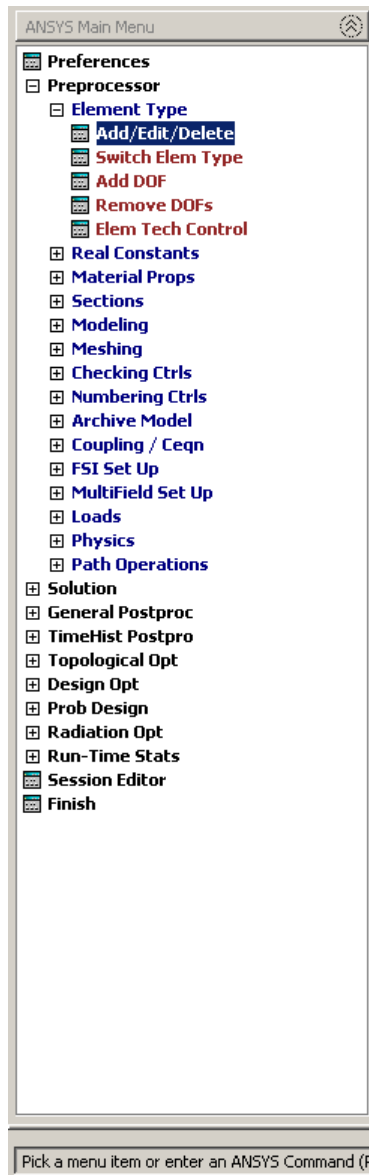 ANSYS Main Menu
Preferences
Preprocessor
Element Type
Add/Edit/Delete
Switch Elem Type
Add DOF
Remove DOFs
Elem Tech Control
Real Constants
Material Props
Sections
Modeling
Meshing
Checking Ctrls
Numbering Ctrls
Archive Model
Coupling / Ceqn
FSI Set Up
MultiField Set Up
Loads
Physics
Path Operations
Solution
General Postproc
TimeHist Postpro
Topological Opt
Design Opt
Prob Design
Radiation Opt
Run-Time Stats
Session Editor
Finish
Pick a menu item or enter an ANSYS Command (P